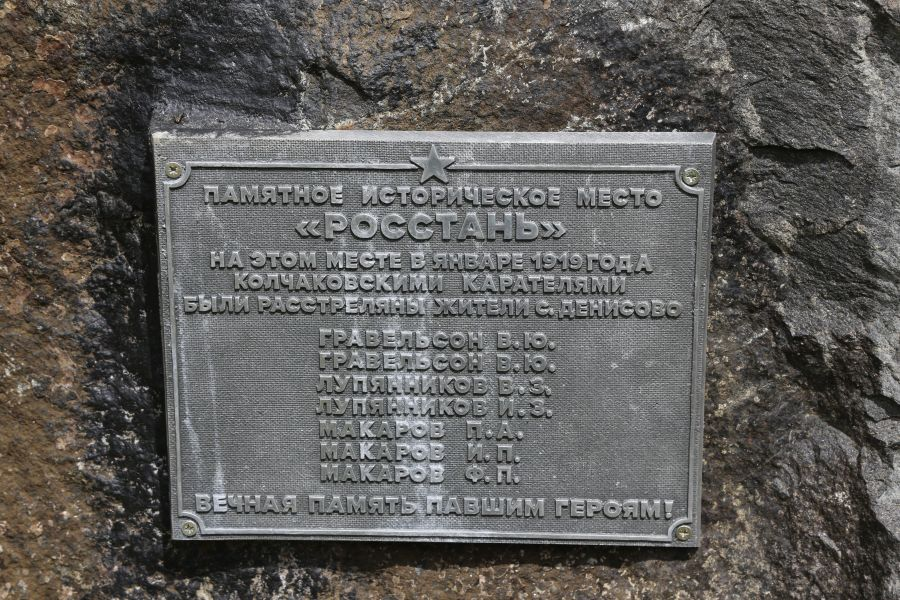 ПАМЯТНОЕ ИСТОРИЧЕСКОЕ МЕСТО
«РОССТАНЬ»
НА ЭТОМ МЕСТЕ В ЯНВАРЕ 1919 ГОДА
КОЛЧАКОВСКИМИ КАРАТЕЛЯМИ
БЫЛИ РАССТРЕЛЯНЫ ЖИТЕЛИ С. ДЕНИСОВО
ГРАВЕЛЬСОН В.Ю.
ГРАВЕЛЬСОН В.Ю.
ЛУПЯННИКОВ В.З.
ЛУПЯННИКОВ И.З.
МАКАРОВ П.А.
МАКАРОВ И.П.
МАКАРОВ Ф.П.
ВЕЧНАЯ ПАМЯТЬ ПАВШИМ ГЕРОЯМ!